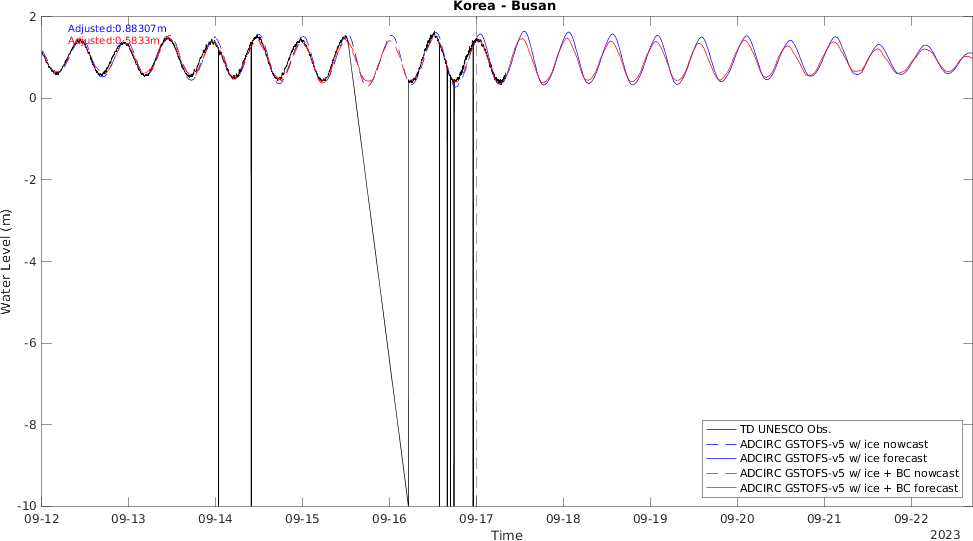 Korea - Busan
Adjusted:0.88307m
Adjusted:0.5833m
Water Level (m)
2
0
-2
-4
-6
-8
-10
TD UNESCO Obs.
ADCIRC GSTOFS-v5 w/ ice nowcast
ADCIRC GSTOFS-v5 w/ ice forecast
ADCIRC GSTOFS-v5 w/ ice + BC nowcast
ADCIRC GSTOFS-v5 w/ ice + BC forecast
09-12 09-13 09-14 09-15 09-16 09-17 09-18 09-19 09-20 09-21 09-22
Time
2023